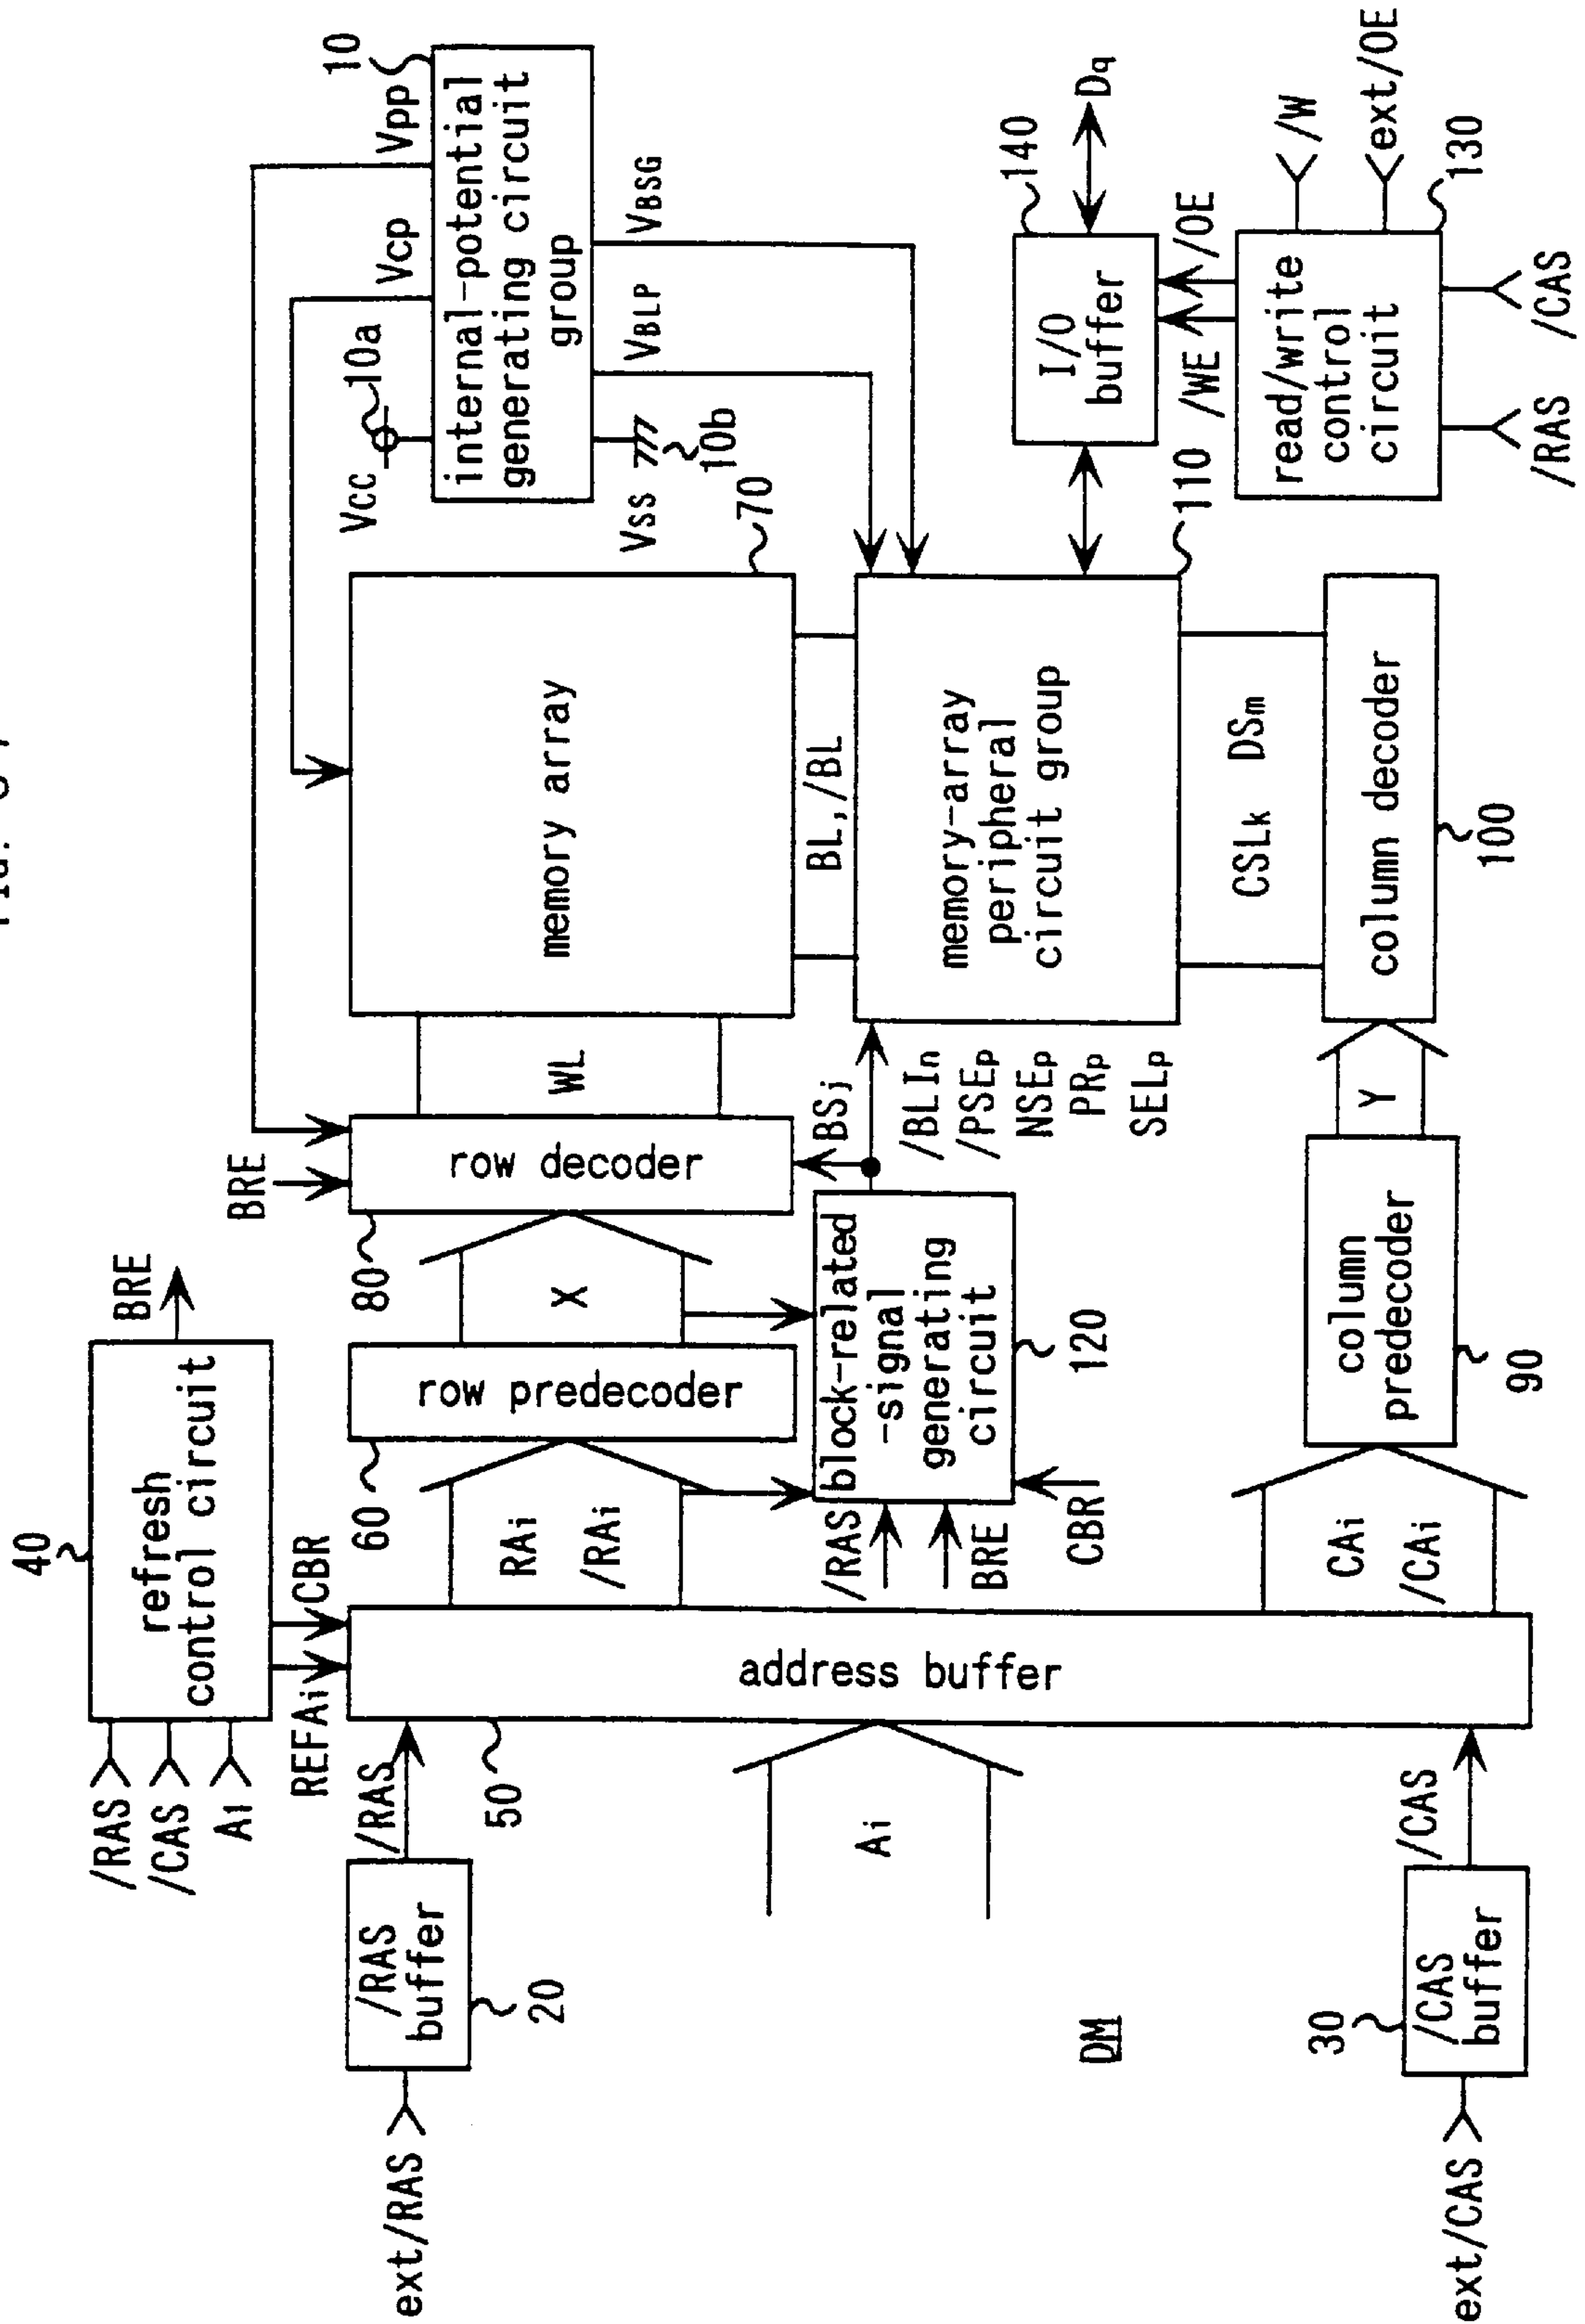 40
refresh
control circuit
/RAS
/CAS
A1
BRE
REFAi
CBR
ext/RAS
/RAS
buffer
20
/RAS
50
address buffer
Ai
ext/CAS
/CAS
buffer
30
/CAS
DM
RAi
/RAi
60
row predecoder
X
80
row decoder
BRE
WL
memory array
70
/RAS
BRE
CBR
block-related
-signal
generating
circuit
120
BSj
/BLIn
/PSEp
NSEp
PRp
SELp
BL,/BL
memory-array
peripheral
circuit group
110
CSLk
DSm
CAi
/CAi
column
predecoder
90
Y
column decoder
100
10
internal-potential
generating circuit
group
Vcc
10a
Vcp
Vpp
Vss
10b
VBLP
VBSG
I/O
buffer
140
Dq
/WE
/OE
read/write
control
circuit
130
/W
ext/OE
/RAS
/CAS